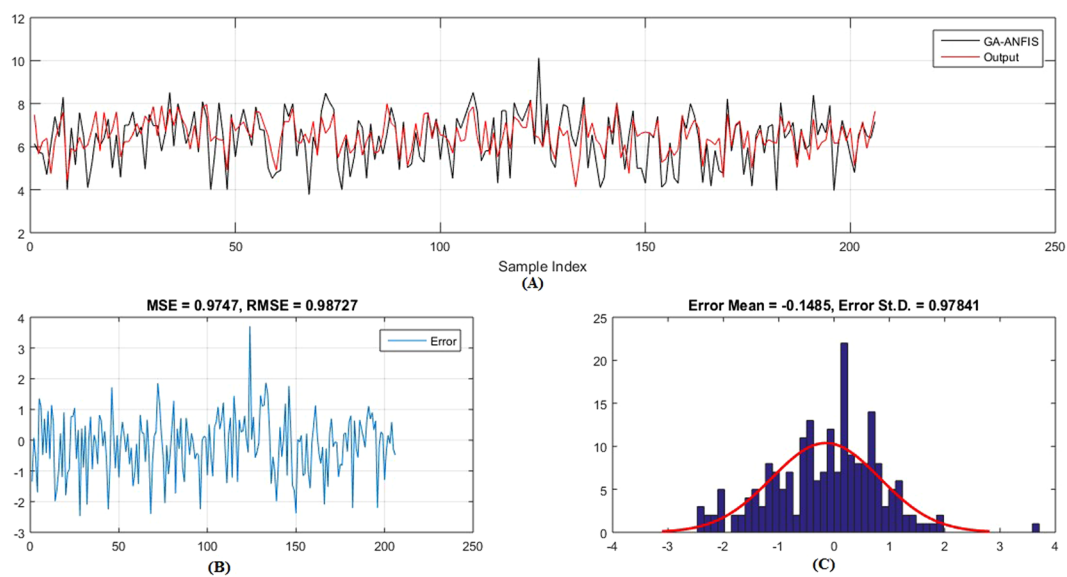 12
10
8
6
4
2
GA-ANFIS
Output
0 50 100 150 200 250
Sample Index
(A)
MSE = 0.9747, RMSE = 0.98727
4
3
2
1
0
-1
-2
-3
Error
0 50 100 150 200 250
(B)
Error Mean = -0.1485, Error St.D. = 0.97841
25
20
15
10
5
0
-4 -3 -2 -1 0 1 2 3 4
(C)